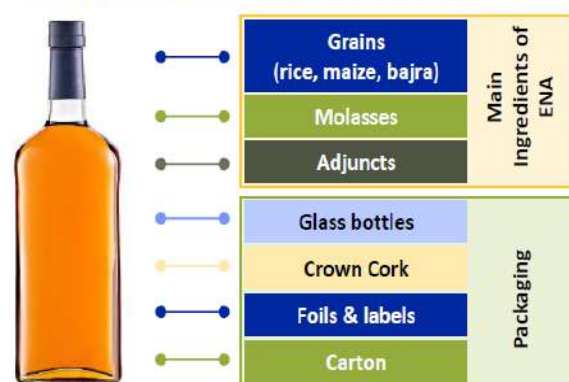 Grains
(rice, maize, bajra)
Molasses
Adjuncts
Main
Ingredients of
ENA
Glass bottles
Crown Cork
Foils & labels
Carton
Packaging